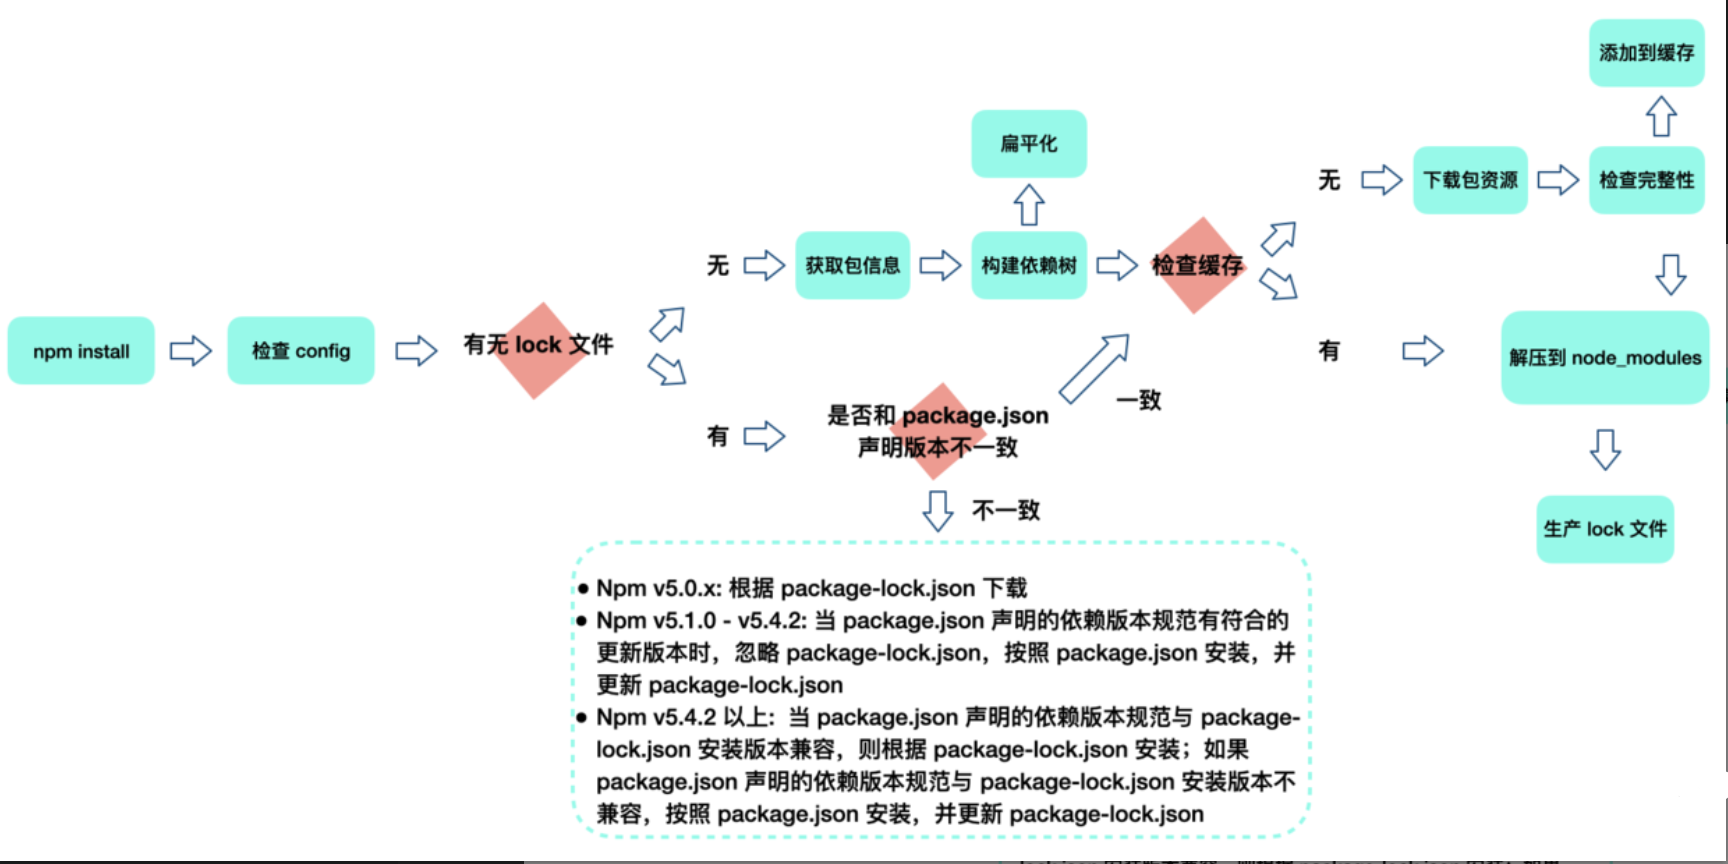 添加到缓存
扁平化
无
下载包资源
检查完整性
无
获取包信息
构建依赖树
检查缓存
npm install
检查 config
有无 lock 文件
有
解压到 node_modules
一致
有
是否和 package.json
声明版本不一致
不一致
生产 lock 文件
● Npm v5.0.x: 根据 package-lock.json 下载
● Npm v5.1.0 - v5.4.2: 当 package.json 声明的依赖版本规范有符合的
更新版本时，忽略 package-lock.json，按照 package.json 安装，并
更新 package-lock.json
● Npm v5.4.2 以上：当 package.json 声明的依赖版本规范与 package-
lock.json 安装版本兼容，则根据 package-lock.json 安装；如果
package.json 声明的依赖版本规范与 package-lock.json 安装版本不
兼容，按照 package.json 安装，并更新 package-lock.json